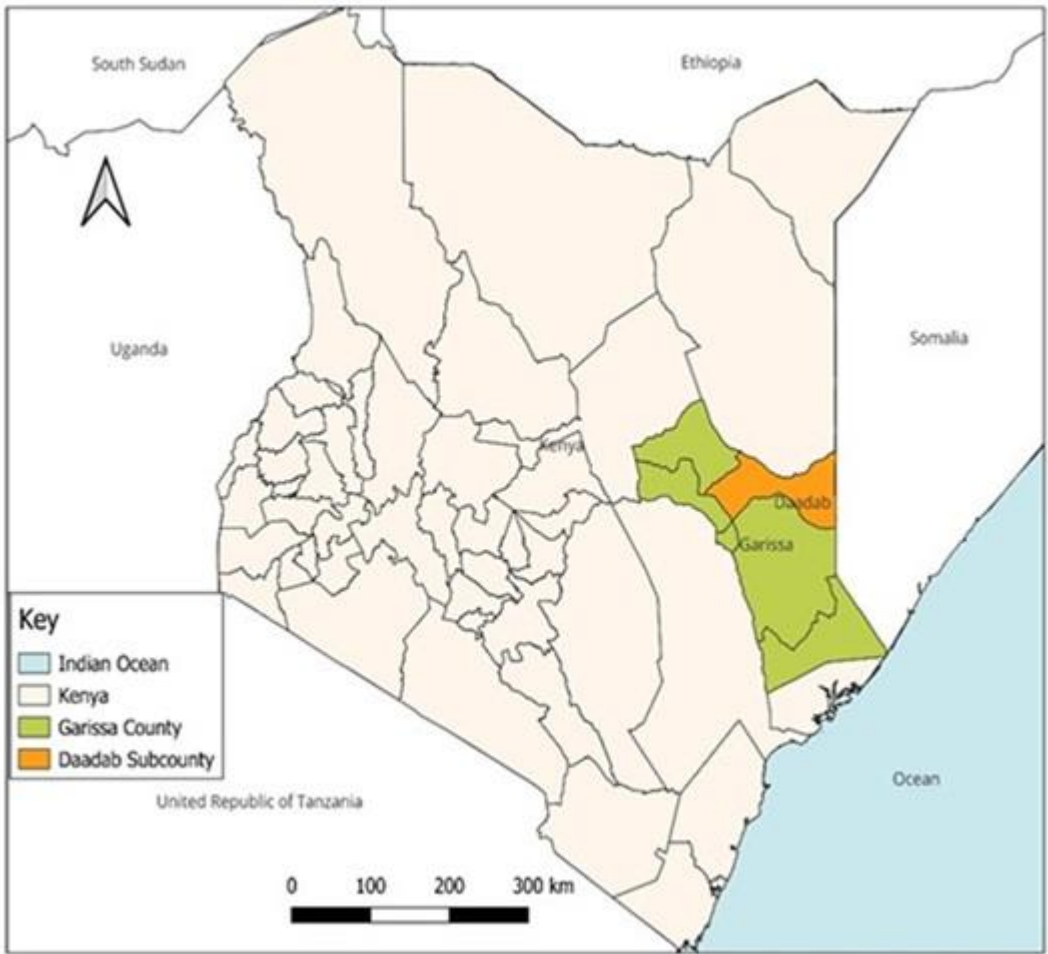 South Sudan
Ethiopia
Uganda
Somalia
Kenya
Daadab
Garissa
Key
Indian Ocean
Kenya
Garissa County
Daadab Subcounty
Ocean
United Republic of Tanzania
0 100 200 300 km